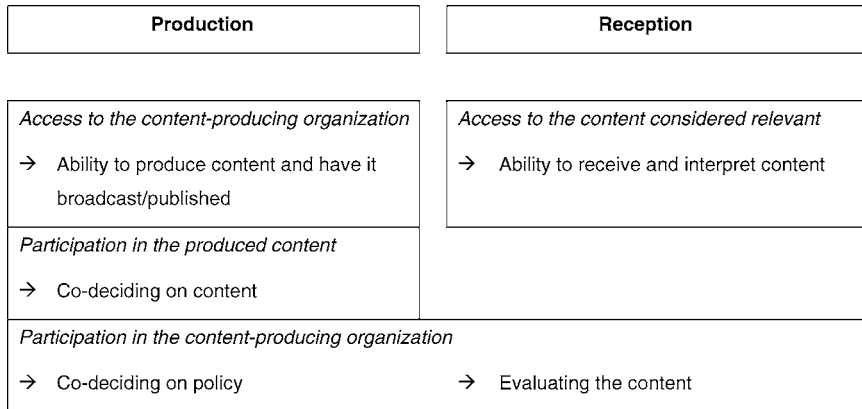 Production
Reception
Access to the content-producing organization
→ Ability to produce content and have it
broadcast/published
Access to the content considered relevant
→ Ability to receive and interpret content
Participation in the produced content
→ Co-deciding on content
Participation in the content-producing organization
→ Co-deciding on policy
→ Evaluating the content